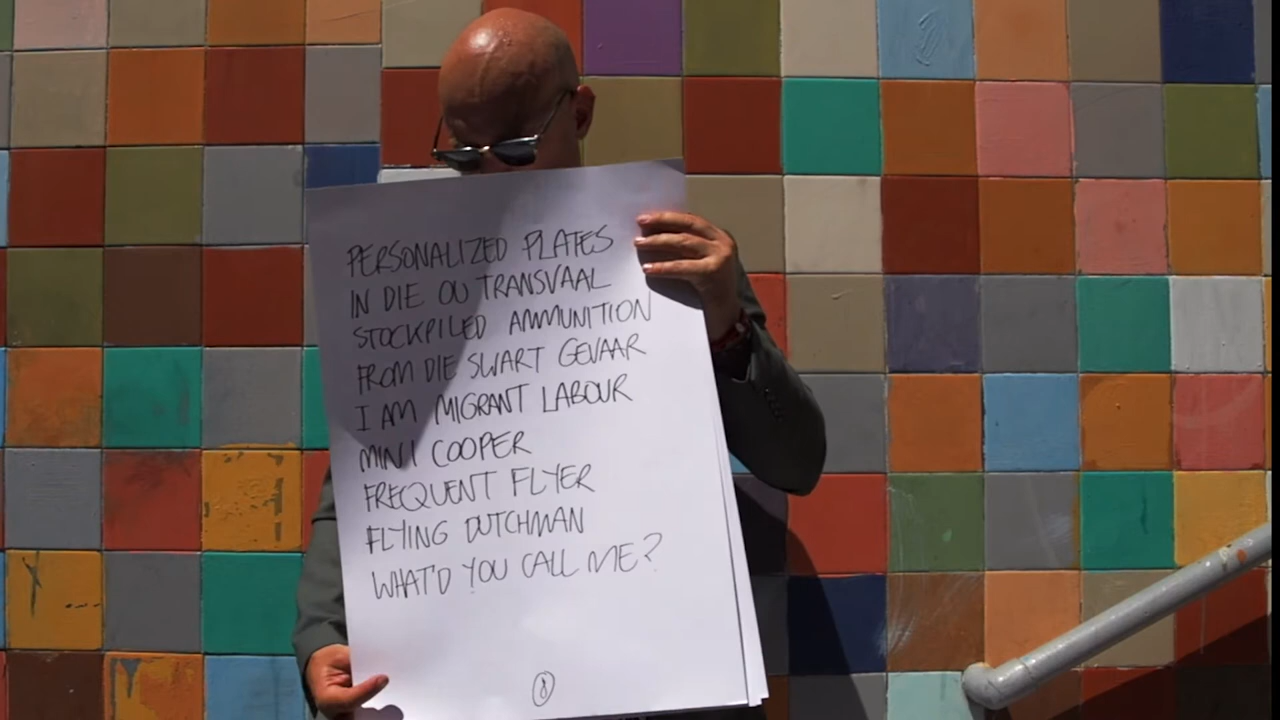 PERSONALIZED PLATES
IN DIE OU TRANSVAAL
STOCKPILED AMMUNITION
FROM DIE SWART GEVAAR
I AM MIGRANT LABOUR
MINI COOPER
FREQUENT FLYER
FLYING DUTCHMAN
WHAT'D YOU CALL ME?
8